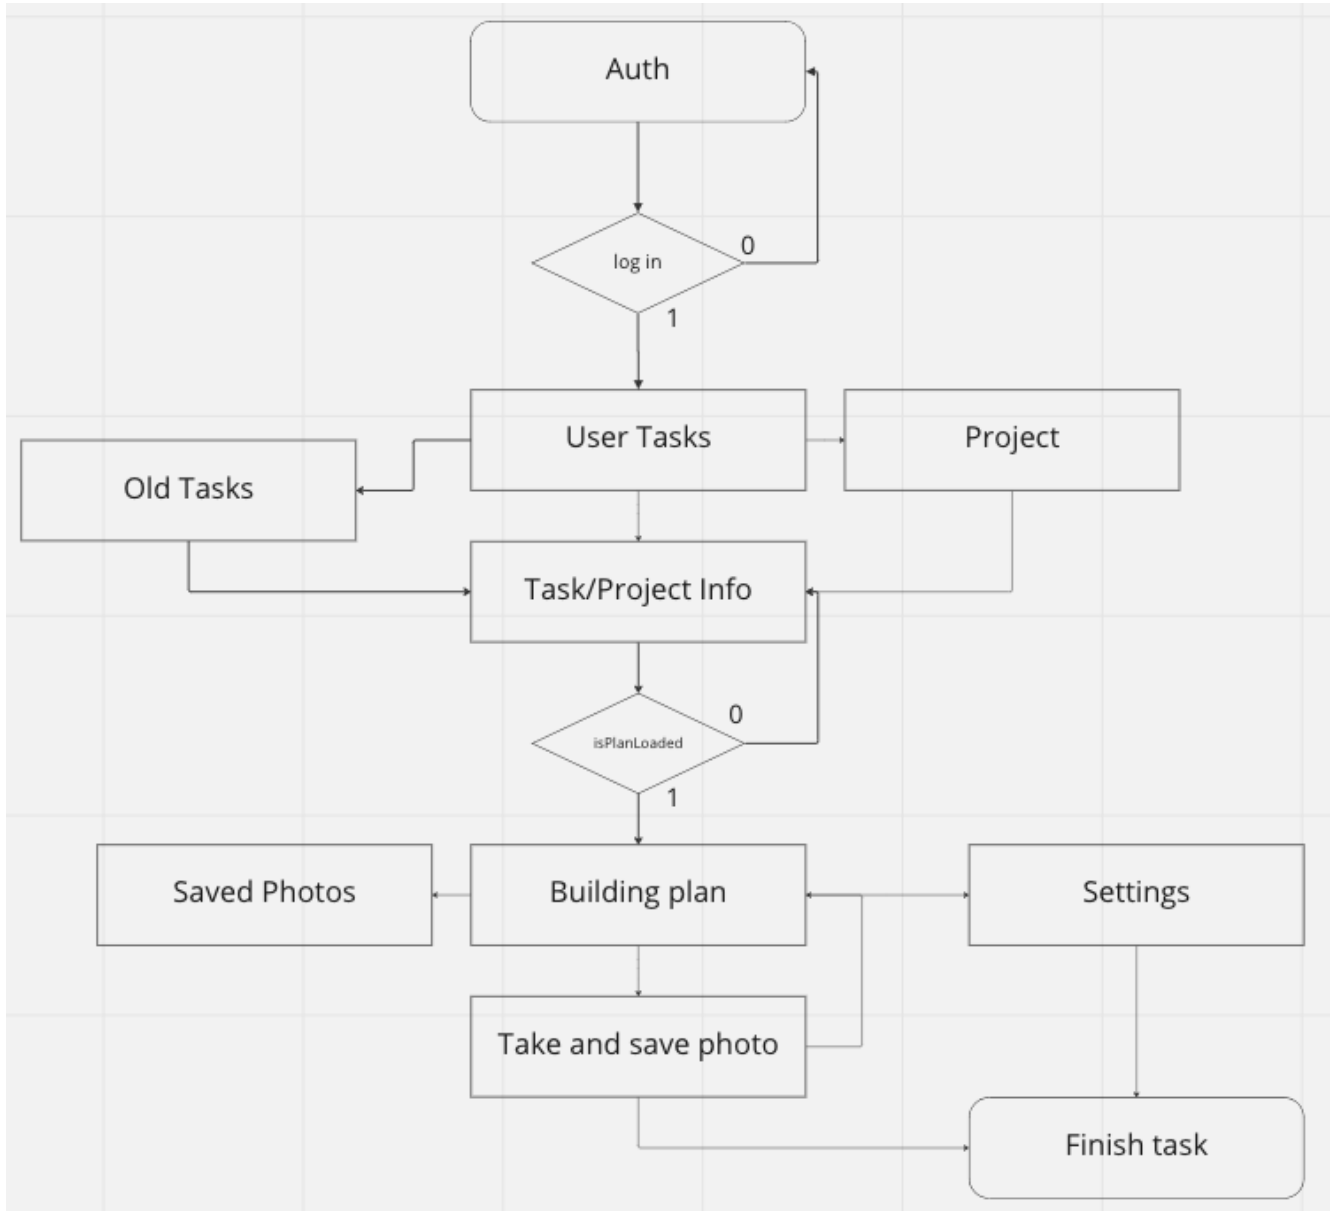 Auth
log in
0
1
User Tasks
Project
Old Tasks
Task/Project Info
isPlanLoaded
0
1
Saved Photos
Building plan
Settings
Take and save photo
Finish task